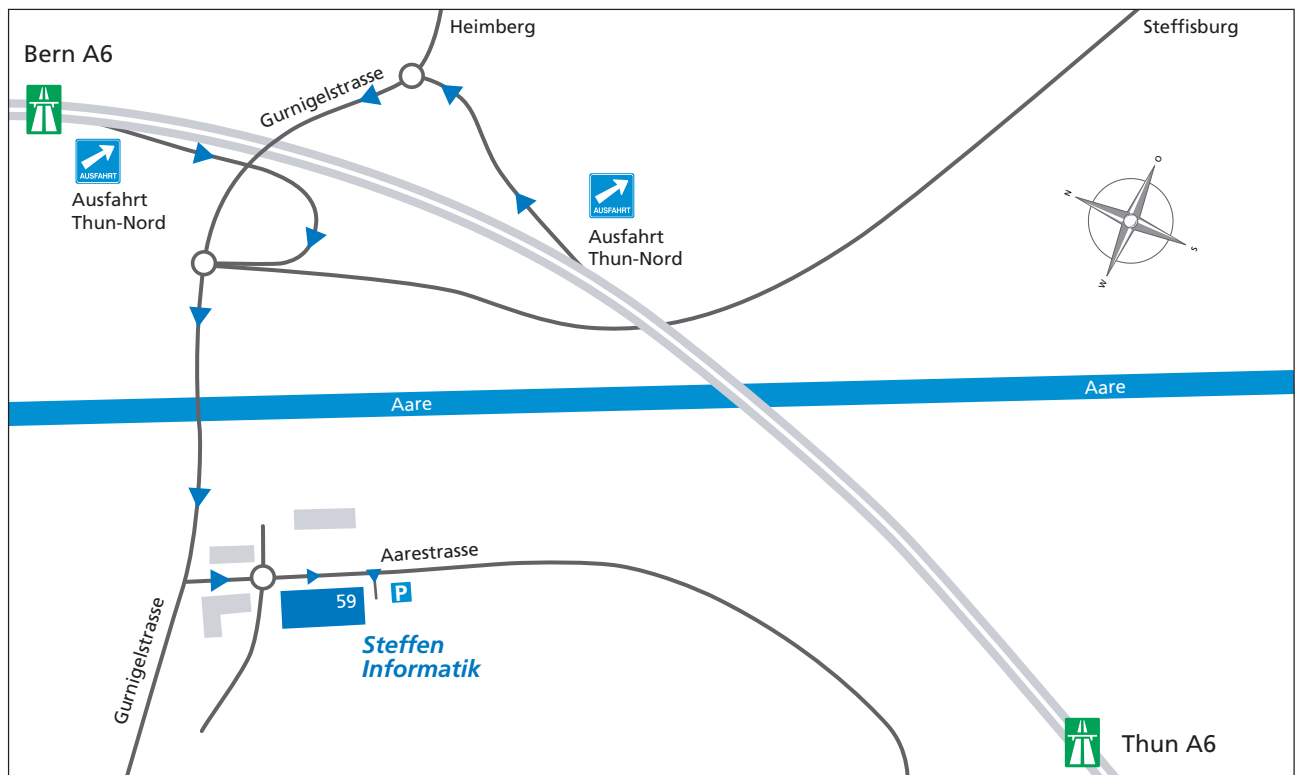 Heimberg
Steffisburg
Bern A6
Gurnigelstrasse
AUSFAHRT
Ausfahrt
Thun-Nord
AUSFAHRT
Ausfahrt
Thun-Nord
O
N
S
W
Aare
Aare
Aarestrasse
P
59
Steffen
Informatik
Gurnigelstrasse
Thun A6